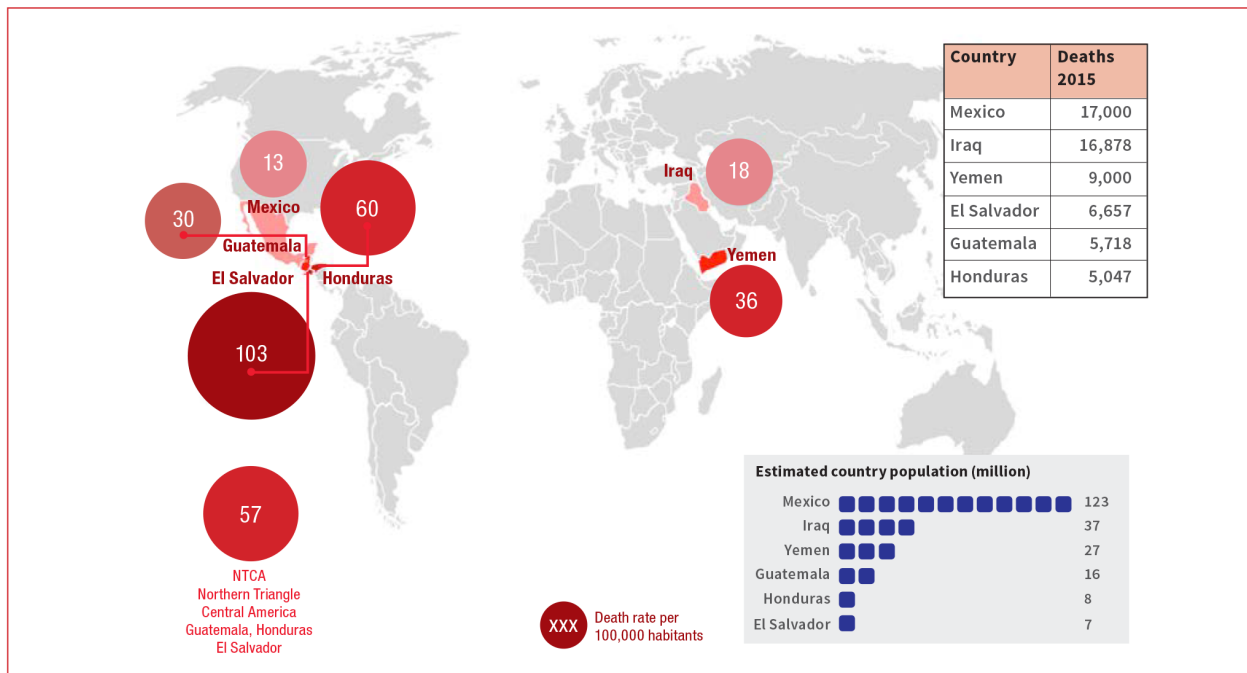 13
Mexico
30
60
Guatemala
El Salvador
Honduras
103
57
NTCA
Northern Triangle
Central America
Guatemala, Honduras
El Salvador
Iraq
18
Yemen
36
XXX
Death rate per
100,000 habitants
Country Deaths
2015
Mexico 17,000
Iraq 16,878
Yemen 9,000
El Salvador 6,657
Guatemala 5,718
Honduras 5,047
Estimated country population (million)
Mexico 123
Iraq 37
Yemen 27
Guatemala 16
Honduras 8
El Salvador 7